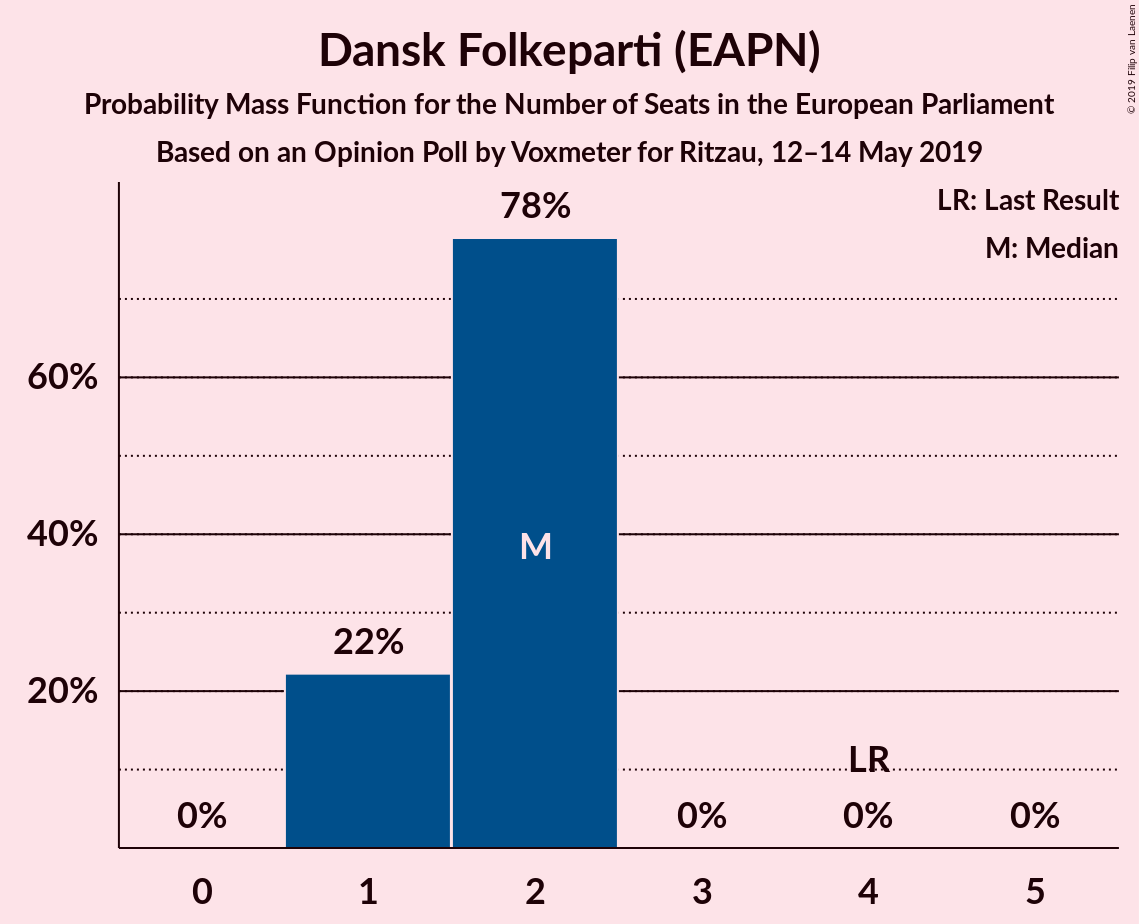 Dansk Folkeparti (EAPN)
Probability Mass Function for the Number of Seats in the European Parliament
Based on an Opinion Poll by Voxmeter for Ritzau, 12–14 May 2019
© 2019 Filip van Laenen
LR: Last Result
M: Median
78%
60%
40%
M
22%
20%
LR
0%
0%
0%
0%
0
1
2
3
4
5